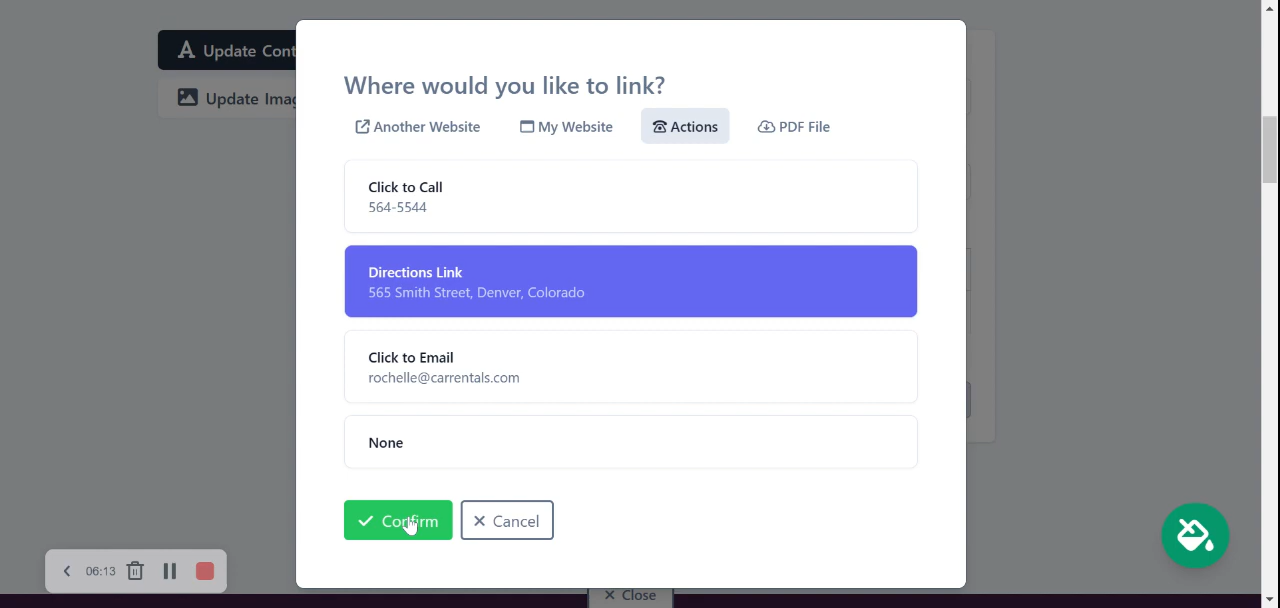 Update Cont
Update Imag
Where would you like to link?
Another Website
My Website
Actions
PDF File
Click to Call
564-5544
Directions Link
565 Smith Street, Denver, Colorado
Click to Email
rochelle@carrentals.com
None
Confirm
Cancel
06:13
Close